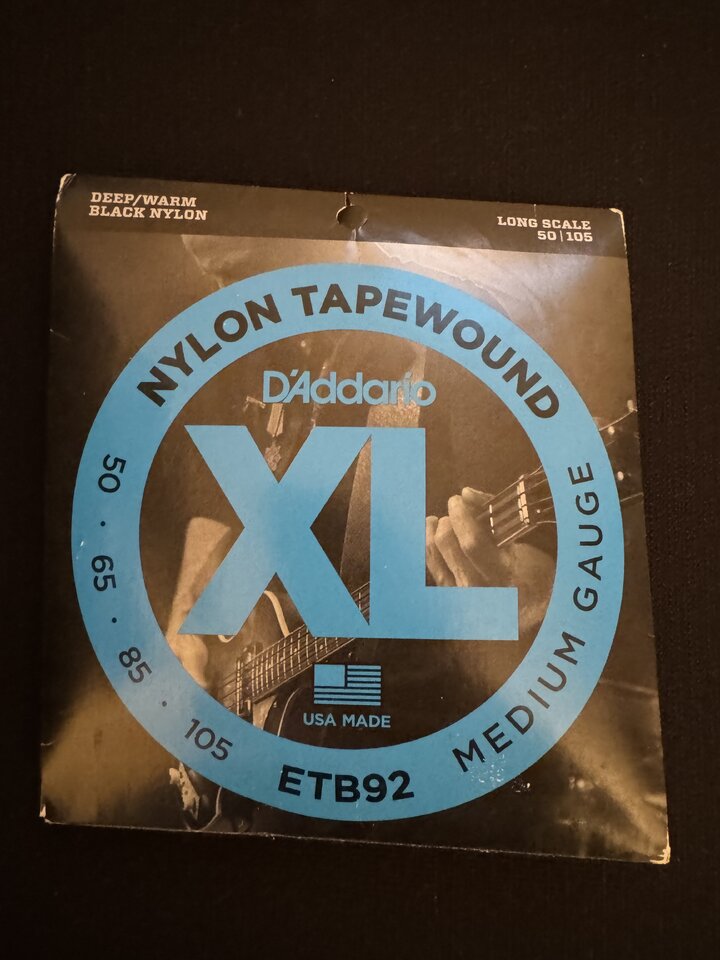 DEEP/WARM
BLACK NYLON
LONG SCALE
50 | 105
NYLON TAPEWOUND
D'Addario
XL
50 · 65 · 85 · 105
MEDIUM GAUGE
USA MADE
ETB92